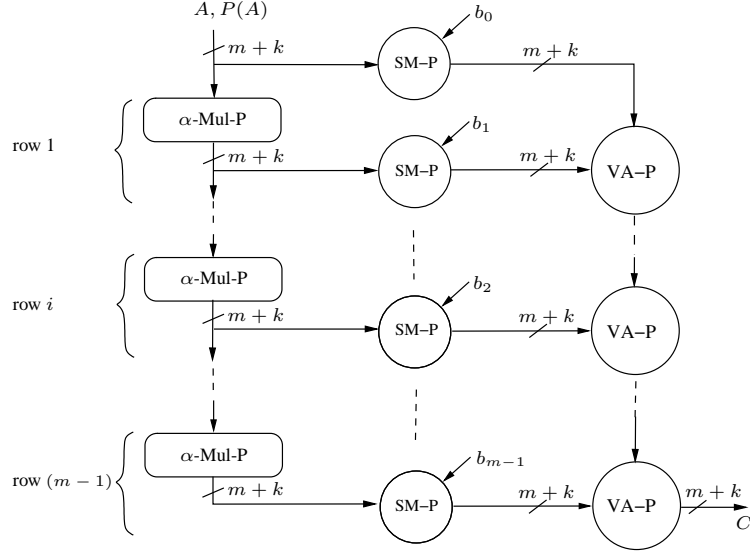 A, P(A)
m + k
b₀
SM–P
m + k
row 1
α-Mul-P
m + k
b₁
SM–P
m + k
VA–P
row i
α-Mul-P
m + k
b₂
SM–P
m + k
VA–P
row (m − 1)
α-Mul-P
m + k
bₘ₋₁
SM–P
m + k
VA–P
m + k
C